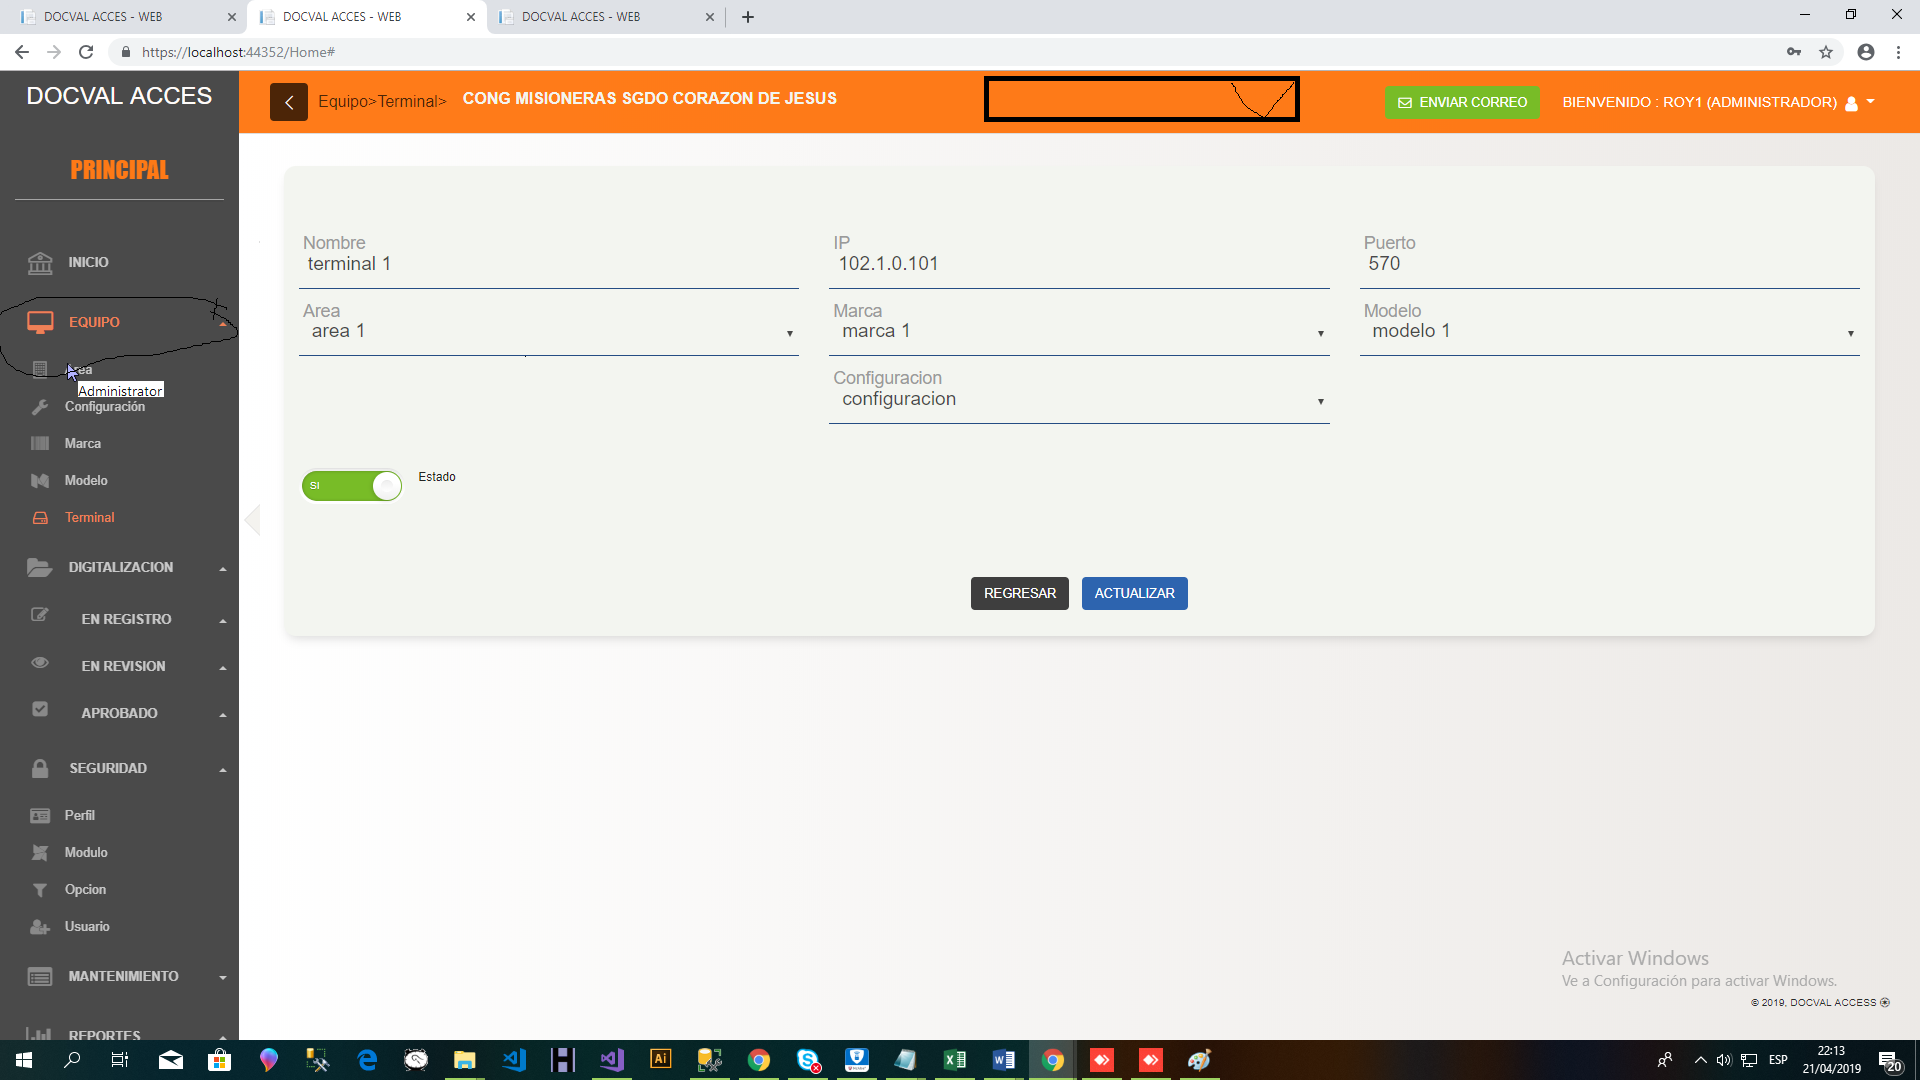 DOCVAL ACCES - WEB
DOCVAL ACCES - WEB
DOCVAL ACCES - WEB
https://localhost:44352/Home#
DOCVAL ACCES
Equipo>Terminal>
CONG MISIONERAS SGDO CORAZON DE JESUS
ENVIAR CORREO
BIENVENIDO : ROY1 (ADMINISTRADOR)
PRINCIPAL
INICIO
EQUIPO
Administrator
Configuración
Marca
Modelo
Terminal
DIGITALIZACION
EN REGISTRO
EN REVISION
APROBADO
SEGURIDAD
Perfil
Modulo
Opcion
Usuario
MANTENIMIENTO
REPORTES
Nombre
terminal 1
IP
102.1.0.101
Puerto
570
Area
area 1
Marca
marca 1
Modelo
modelo 1
Configuracion
configuracion
SI
Estado
REGRESAR
ACTUALIZAR
Activar Windows
Ve a Configuración para activar Windows.
© 2019, DOCVAL ACCESS
Ai
ESP
22:13
21/04/2019
20